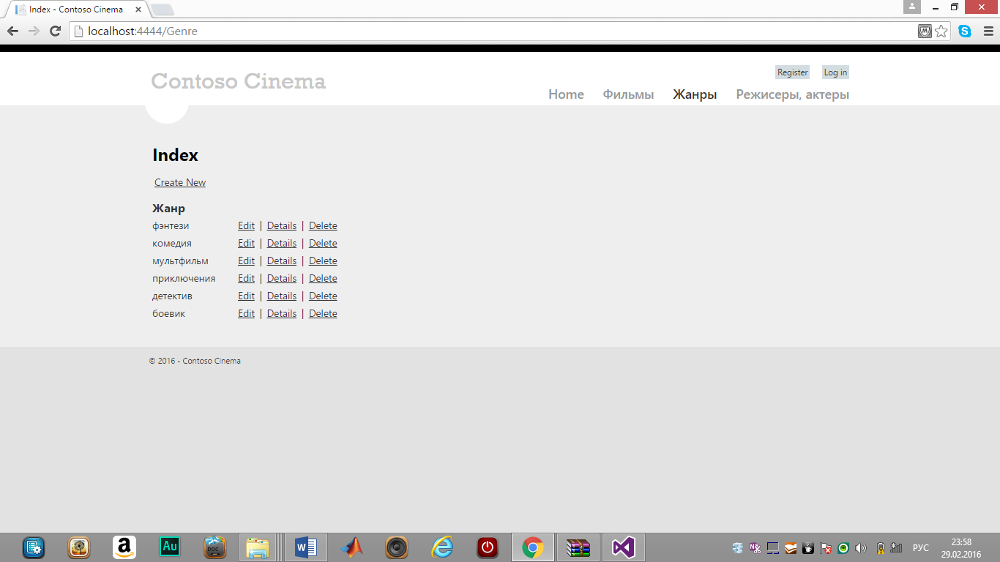 Index - Contoso Cinema
localhost:4444/Genre
Contoso Cinema
Register Log in
Home Фильмы Жанры Режисеры, актеры
Index
Create New
Жанр
фэнтези Edit | Details | Delete
комедия Edit | Details | Delete
мультфильм Edit | Details | Delete
приключения Edit | Details | Delete
детектив Edit | Details | Delete
боевик Edit | Details | Delete
© 2016 - Contoso Cinema
a Au DOC W РУС 23:58
29.02.2016